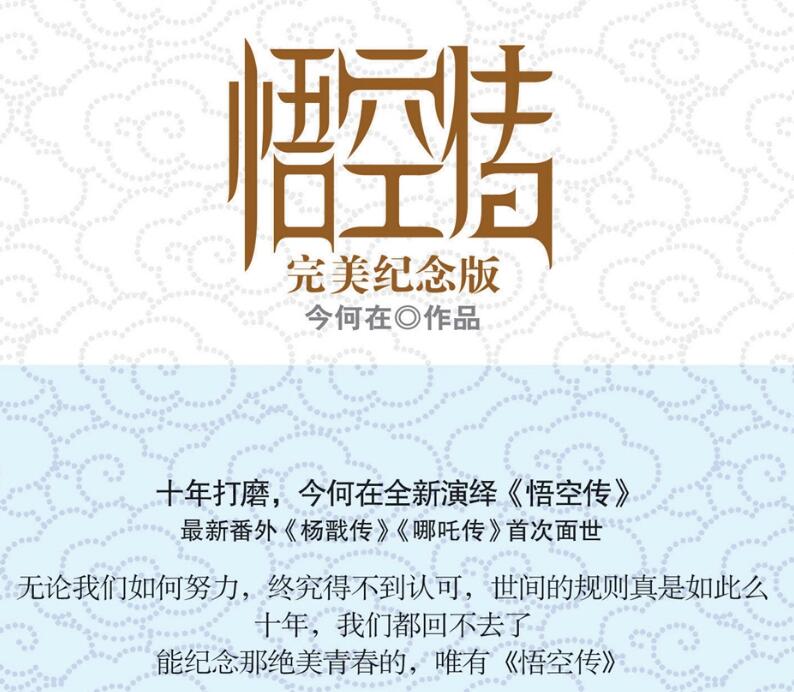 悟空传
完美纪念版
今何在◎作品
十年打磨，今何在全新演绎《悟空传》
最新番外《杨戬传》《哪吒传》首次面世
无论我们如何努力，终究得不到认可，世间的规则真是如此么
十年，我们都回不去了
能纪念那绝美青春的，唯有《悟空传》